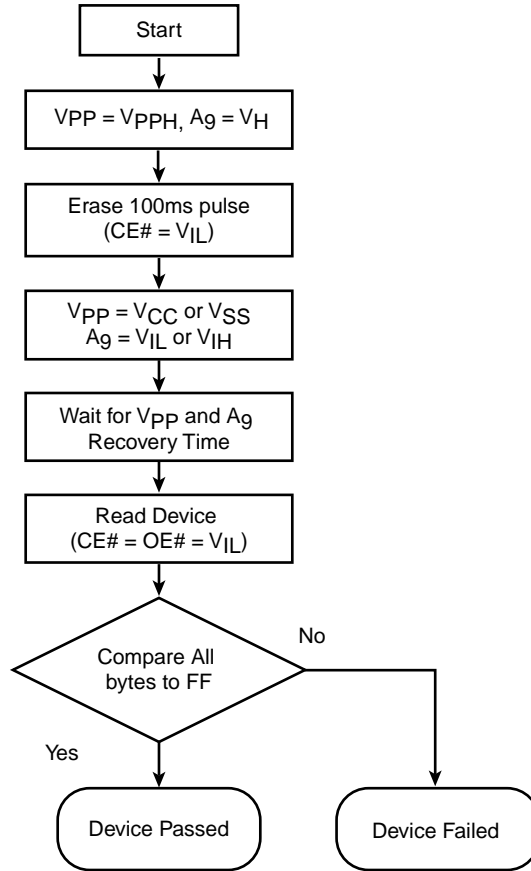 Start
VPP = VPPH, A9 = VH
Erase 100ms pulse
(CE# = VIL)
VPP = VCC or VSS
A9 = VIL or VIH
Wait for VPP and A9
Recovery Time
Read Device
(CE# = OE# = VIL)
No
Compare All
bytes to FF
Yes
Device Passed
Device Failed